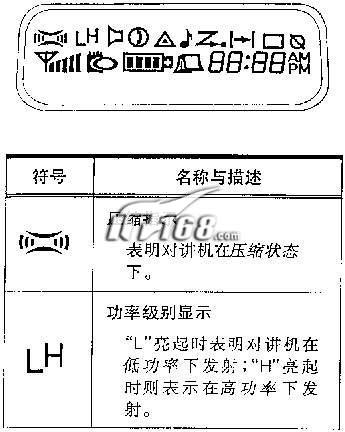 LH
88:88 AM
PM
符号 名称与描述
压缩
IT168.com
表明对讲机在压缩状态
下。
LH
功率级别显示
“L”亮起时表明对讲机在
低功率下发射；“H”亮起
时则表示在高功率下发
射。